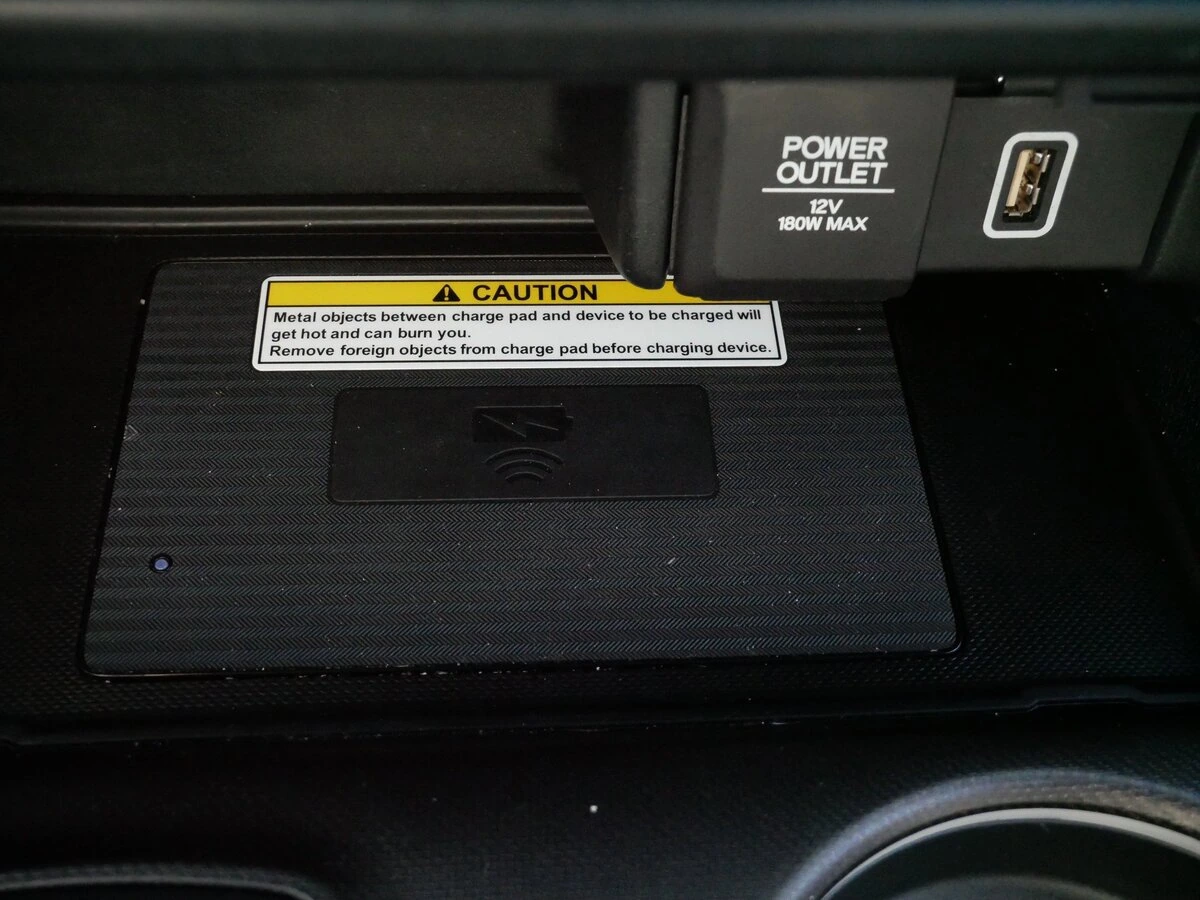 POWER
OUTLET
12V
180W MAX
CAUTION
Metal objects between charge pad and device to be charged will
get hot and can burn you.
Remove foreign objects from charge pad before charging device.